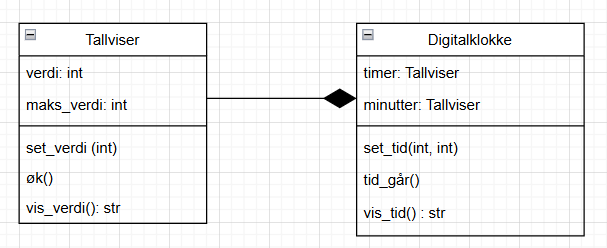 Tallviser
verdi: int
maks_verdi: int
set_verdi (int)
øk()
vis_verdi(): str
Digitalklokke
timer: Tallviser
minutter: Tallviser
set_tid(int, int)
tid_går()
vis_tid() : str